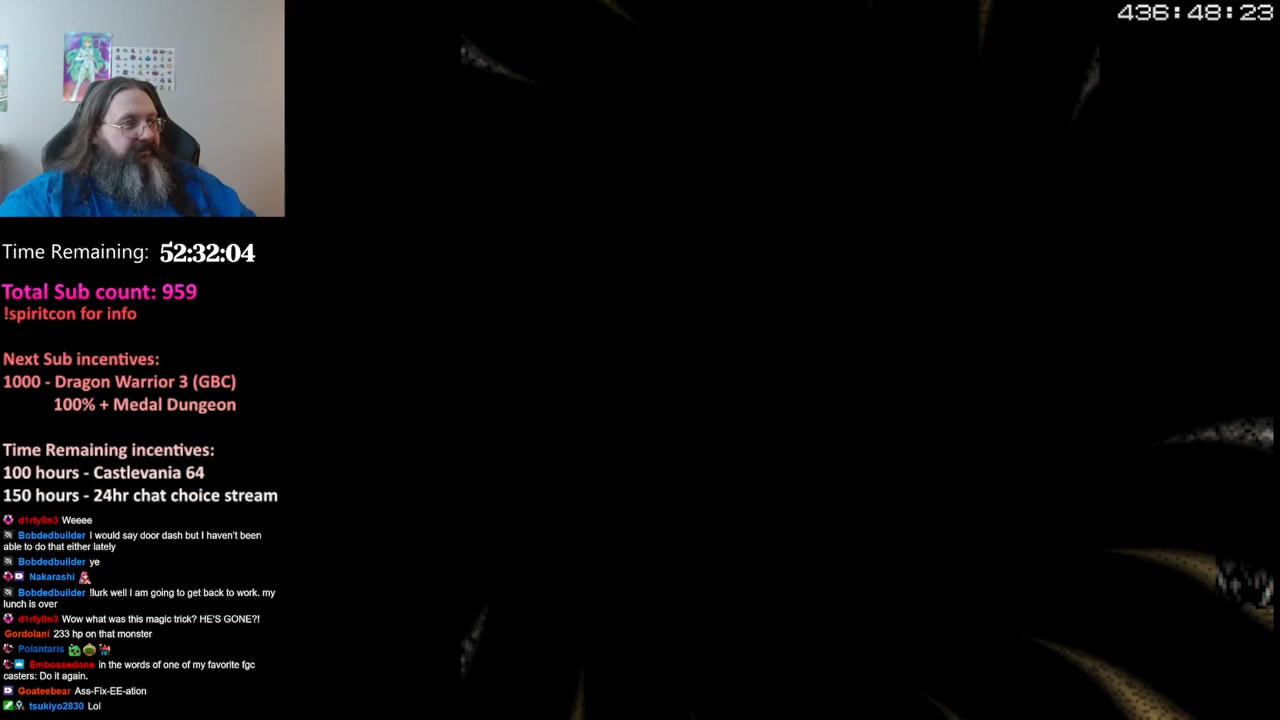 436:48:23
Time Remaining: 52:32:04
Total Sub count: 959
!spiritcon for info
Next Sub incentives:
1000 - Dragon Warrior 3 (GBC)
100% + Medal Dungeon
Time Remaining incentives:
100 hours - Castlevania 64
150 hours - 24hr chat choice stream
d1rty0n3 Weeee
Bobdedbuilder I would say door dash but I haven't been
able to do that either lately
Bobdedbuilder ye
Nakarashi
Bobdedbuilder !lurk well I am going to get back to work. my
lunch is over
d1rty0n3 Wow what was this magic trick? HE'S GONE?!
Gordolani 233 hp on that monster
Polantaris
Embossedone in the words of one of my favorite fgc
casters: Do it again.
Goateebear Ass-Fix-EE-ation
tsukiyo2830 Lol